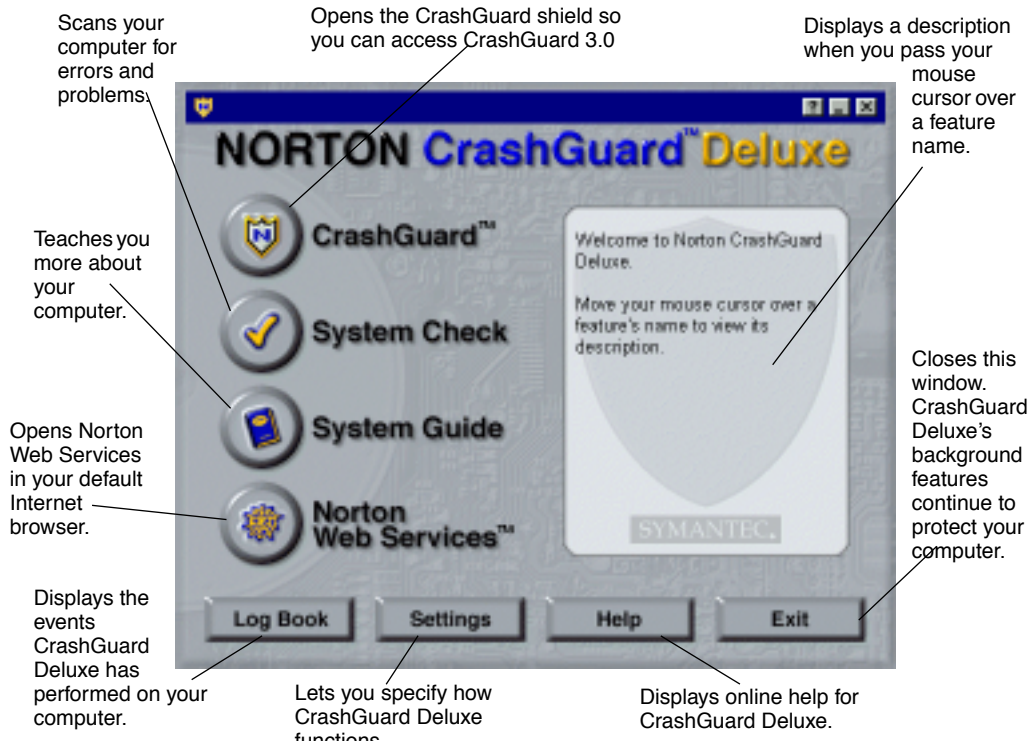 Scans your
computer for
errors and
problems.
Opens the CrashGuard shield so
you can access CrashGuard 3.0
Displays a description
when you pass your
mouse
cursor over
a feature
name.
NORTON CrashGuard™ Deluxe
CrashGuard™
Welcome to Norton CrashGuard
Deluxe.
Move your mouse cursor over a
feature's name to view its
description.
Teaches you
more about
your
computer.
System Check
System Guide
Opens Norton
Web Services
in your default
Internet
browser.
Norton
Web Services™
SYMANTEC.
Closes this
window.
CrashGuard
Deluxe's
background
features
continue to
protect your
computer.
Log Book
Settings
Help
Exit
Displays the
events
CrashGuard
Deluxe has
performed on your
computer.
Lets you specify how
CrashGuard Deluxe
functions
Displays online help for
CrashGuard Deluxe.